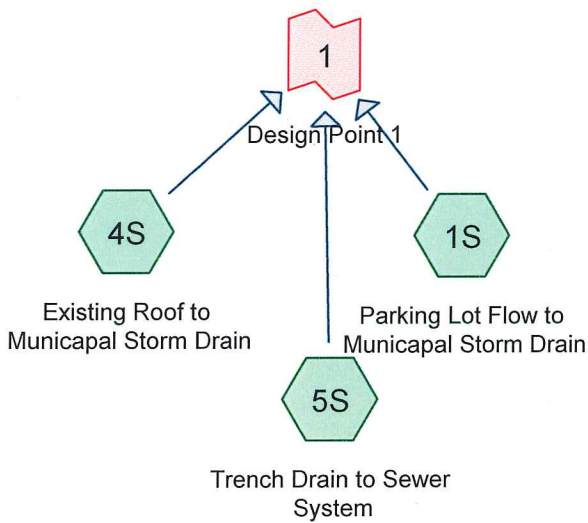 1
Design Point 1
4S
1S
Existing Roof to
Municapal Storm Drain
Parking Lot Flow to
Municapal Storm Drain
5S
Trench Drain to Sewer
System